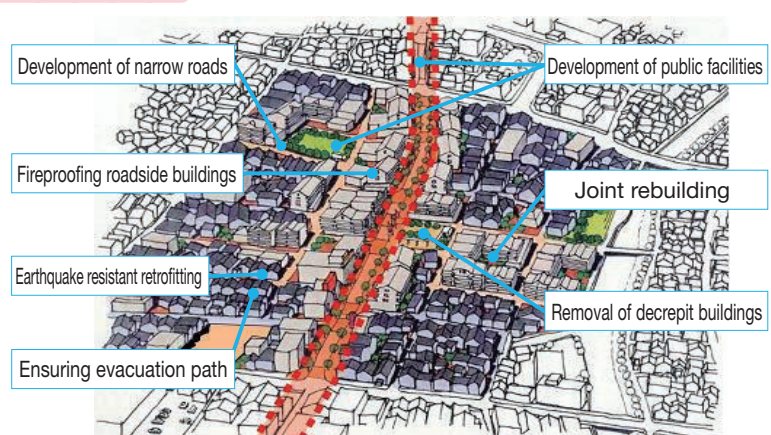 Development of narrow roads
Development of public facilities
Fireproofing roadside buildings
Joint rebuilding
Earthquake resistant retrofitting
Removal of decrepit buildings
Ensuring evacuation path